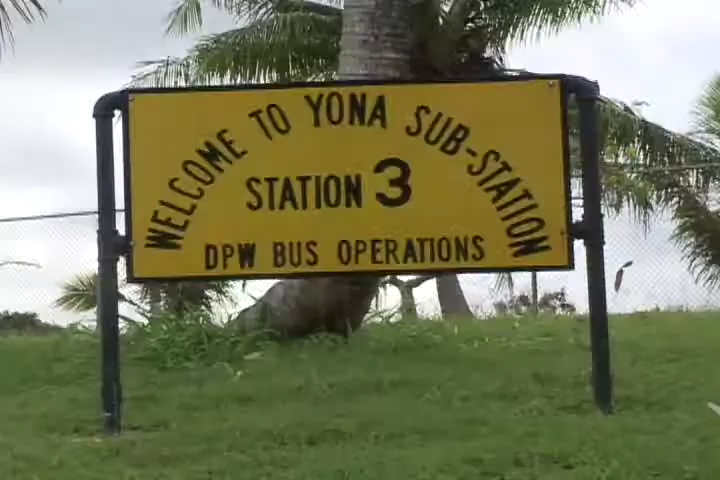 WELCOME TO YONA SUB-STATION
STATION 3
DPW BUS OPERATIONS